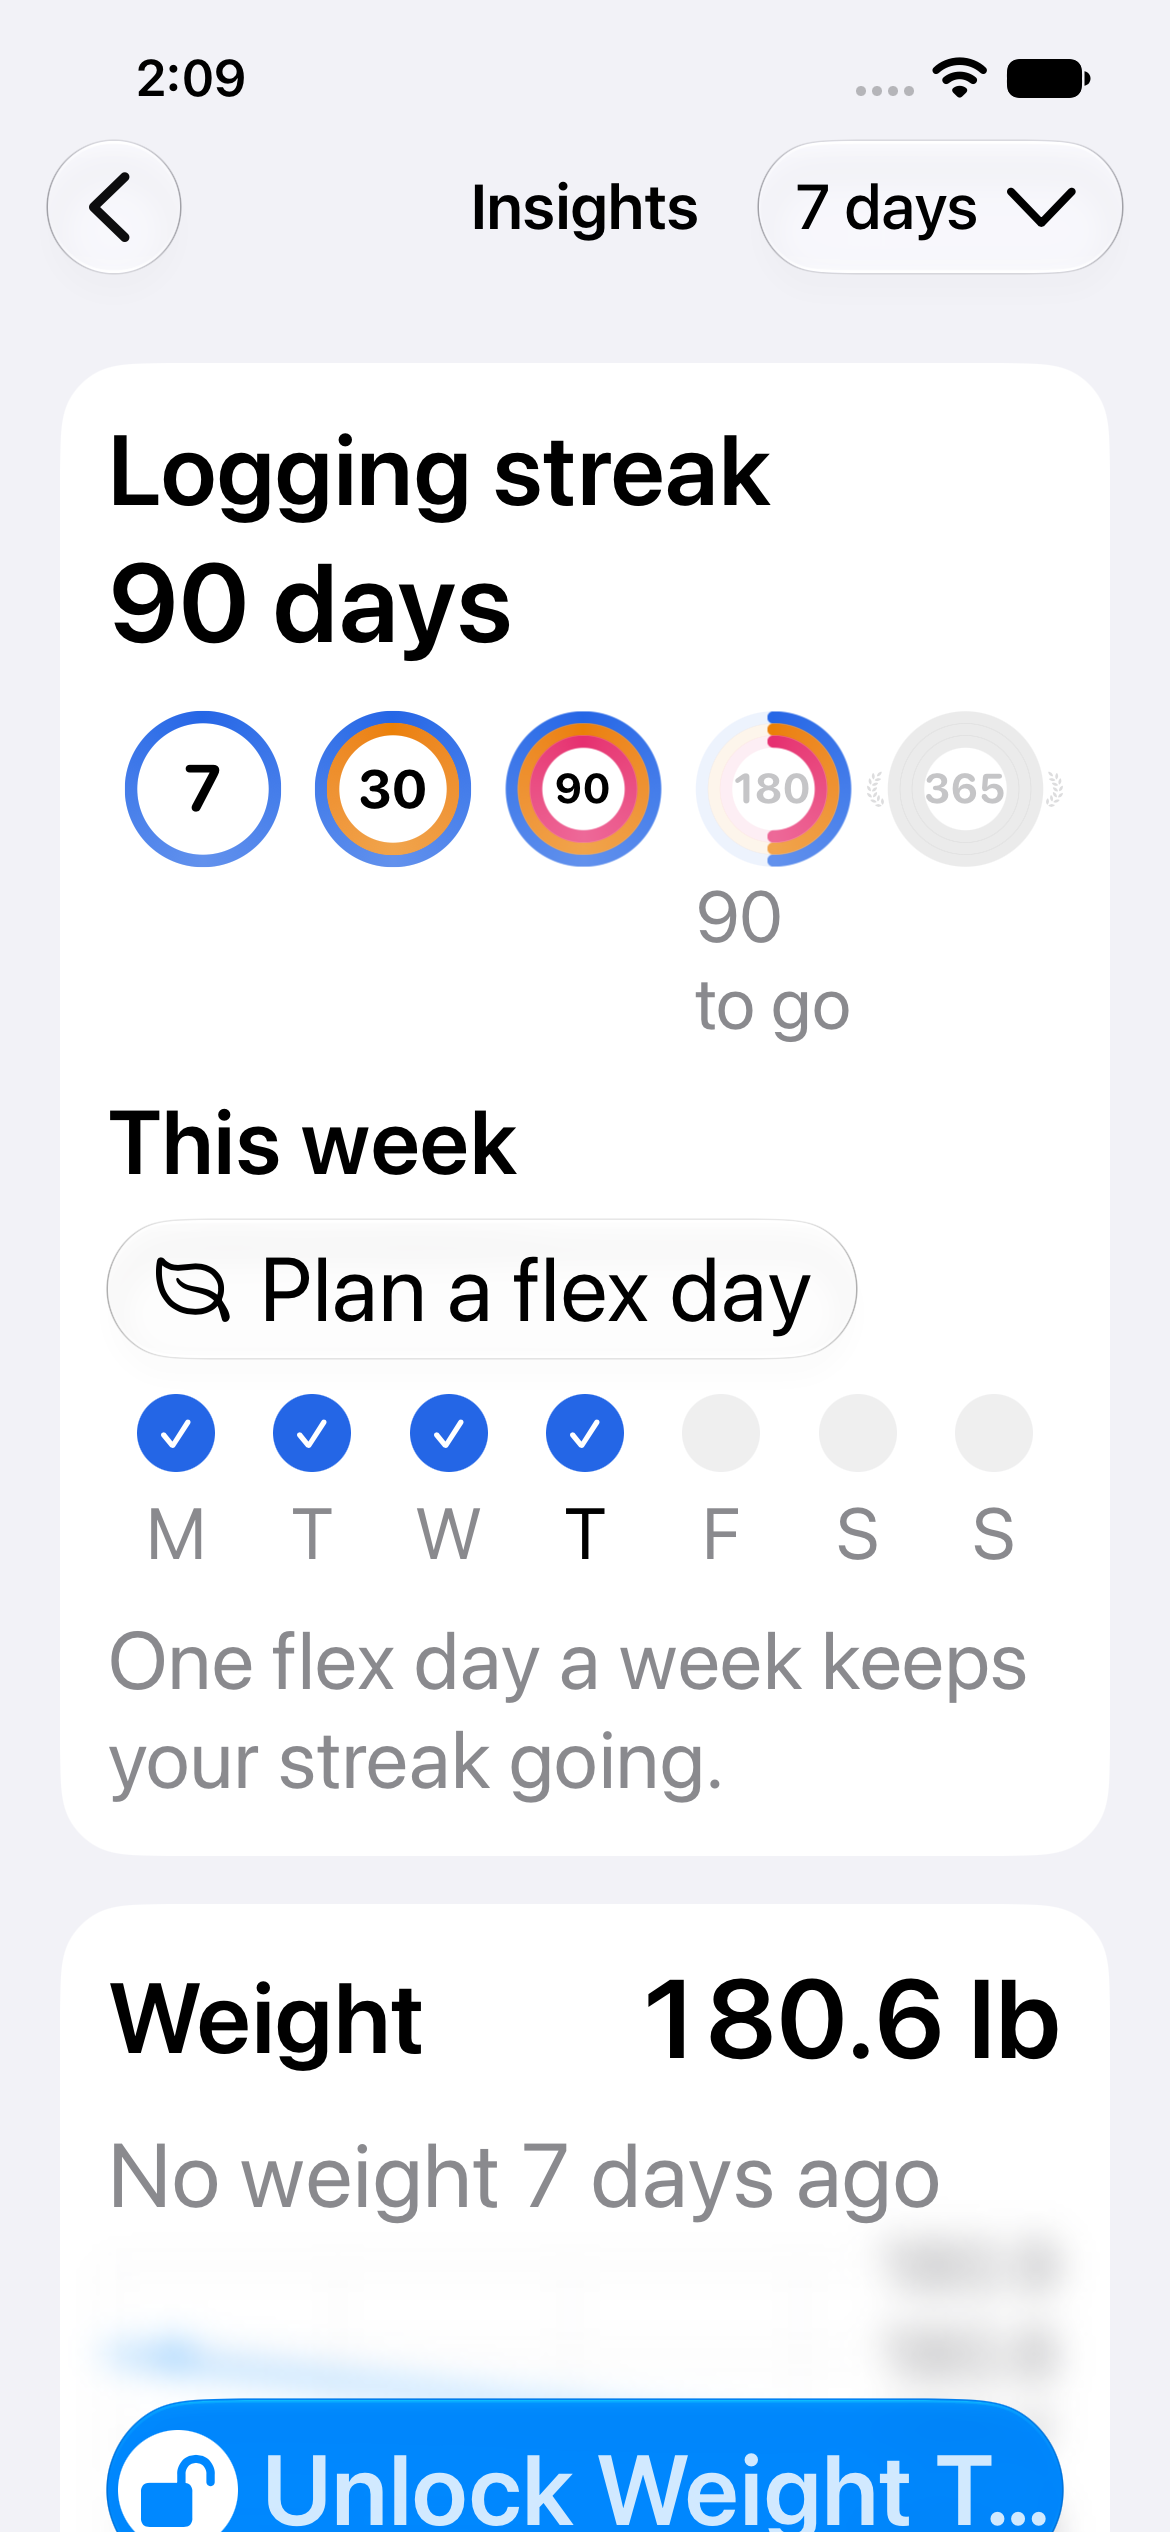 2:09
Insights
7 days
Logging streak
90 days
7 30 90 180 365
90
to go
This week
Plan a flex day
M T W T F S S
One flex day a week keeps
your streak going.
Weight 180.6 lb
No weight 7 days ago
Unlock Weight T...